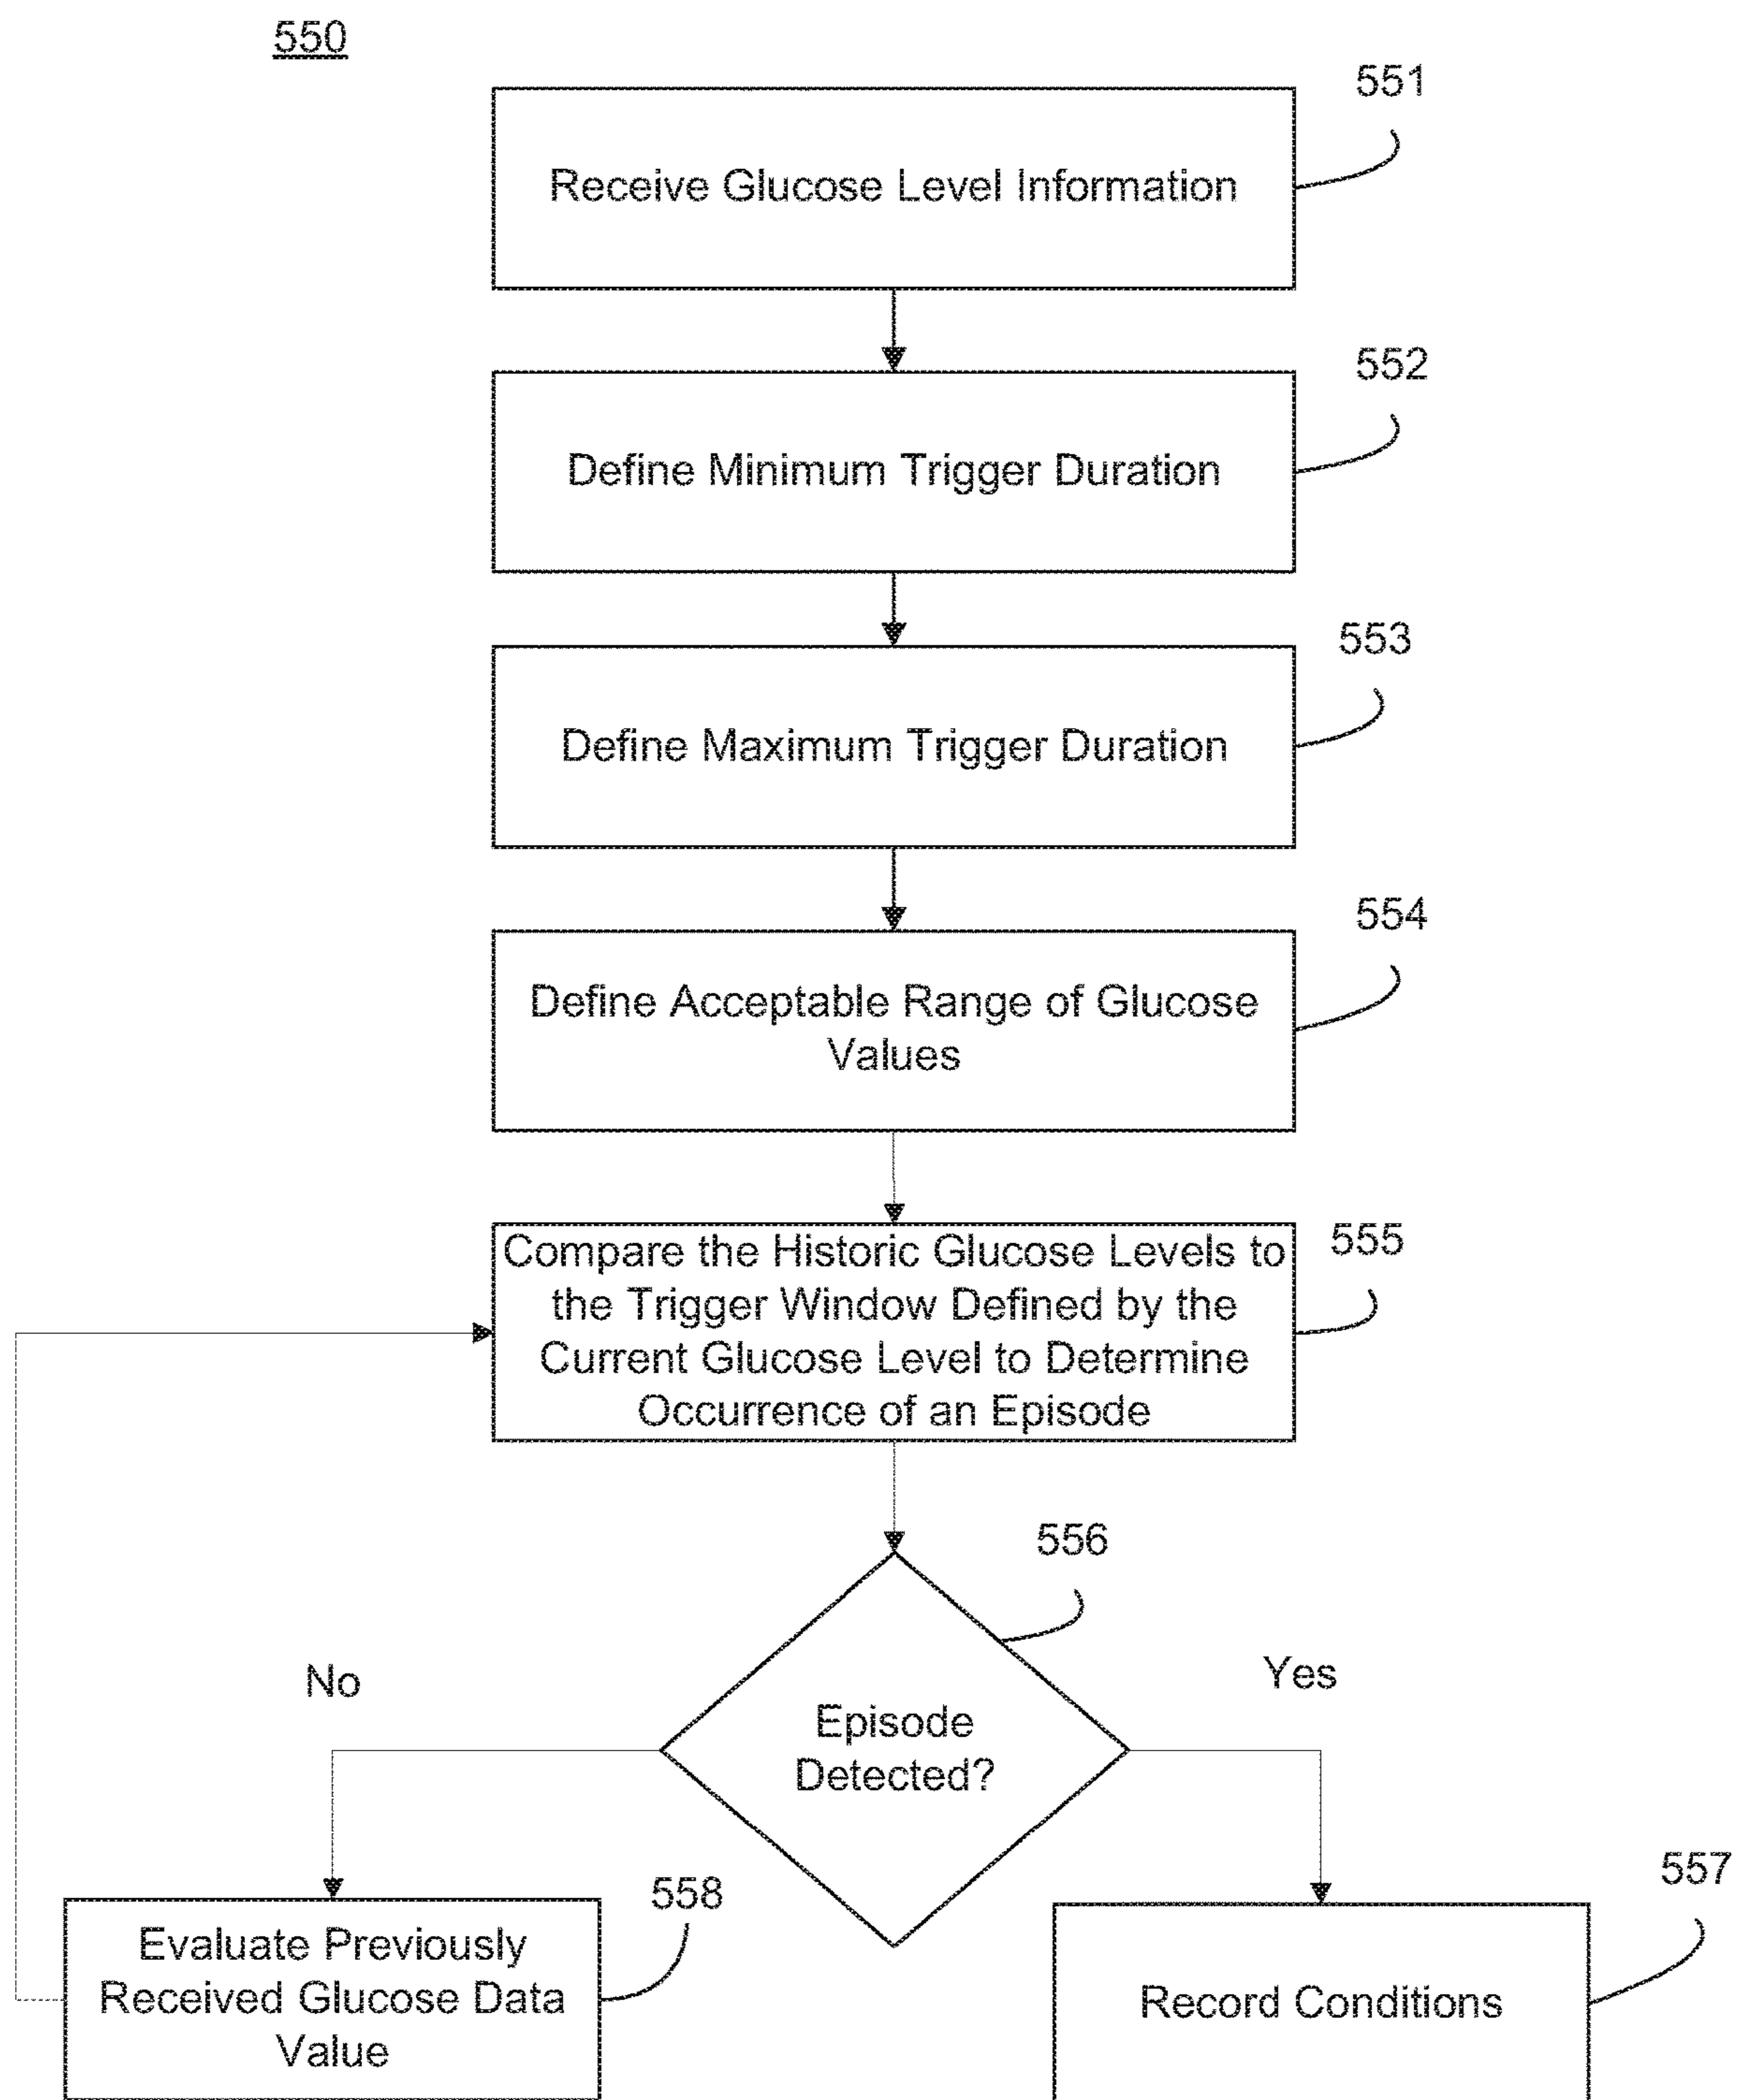 550
551
Receive Glucose Level Information
552
Define Minimum Trigger Duration
553
Define Maximum Trigger Duration
554
Define Acceptable Range of Glucose
Values
555
Compare the Historic Glucose Levels to
the Trigger Window Defined by the
Current Glucose Level to Determine
Occurrence of an Episode
556
No
Yes
Episode
Detected?
558
557
Evaluate Previously
Received Glucose Data
Value
Record Conditions